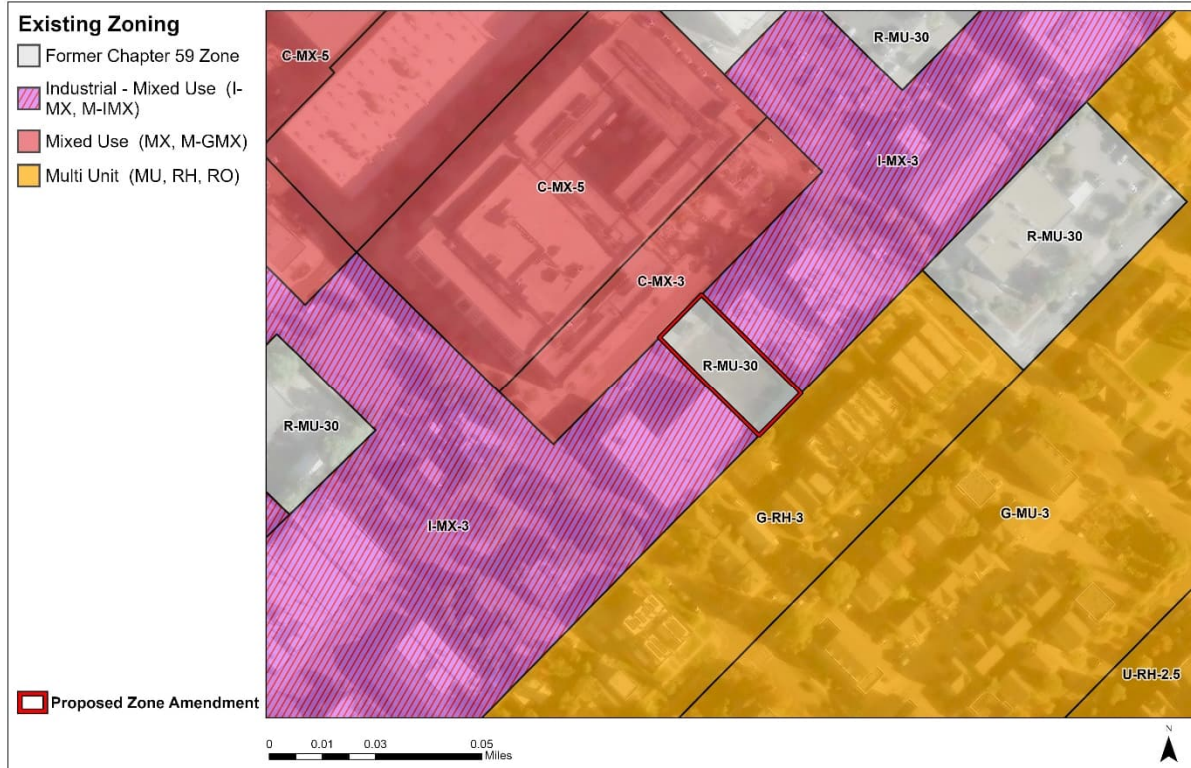 Existing Zoning
Former Chapter 59 Zone
Industrial - Mixed Use (I-
MX, M-IMX)
Mixed Use (MX, M-GMX)
Multi Unit (MU, RH, RO)
Proposed Zone Amendment
C-MX-5
R-MU-30
I-MX-3
C-MX-5
R-MU-30
C-MX-3
R-MU-30
R-MU-30
G-RH-3
G-MU-3
I-MX-3
U-RH-2.5
0 0.01 0.03 0.05
Miles
N